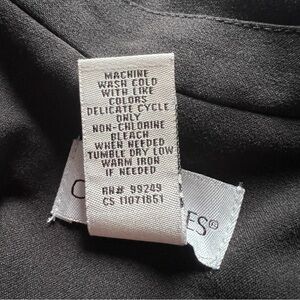 MACHINE
WASH COLD
WITH LIKE
COLORS
DELICATE CYCLE
ONLY
NON-CHLORINE
BLEACH
WHEN NEEDED
TUMBLE DRY LOW
WARM IRON
IF NEEDED
RN# 99249
CS 11071851